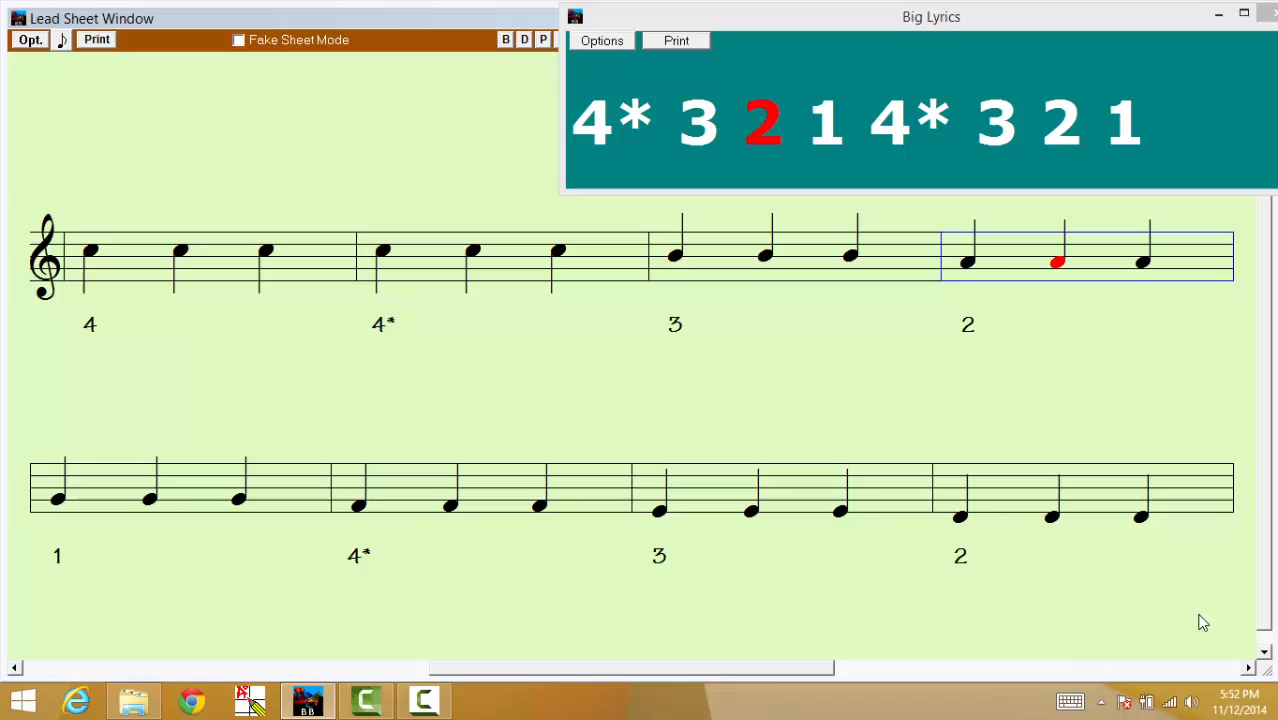 Lead Sheet Window
Big Lyrics
Opt. Print Fake Sheet Mode B D P
Options Print
4* 3 2 1 4* 3 2 1
4 4* 3 2
1 4* 3 2
BB
5:52 PM
11/12/2014